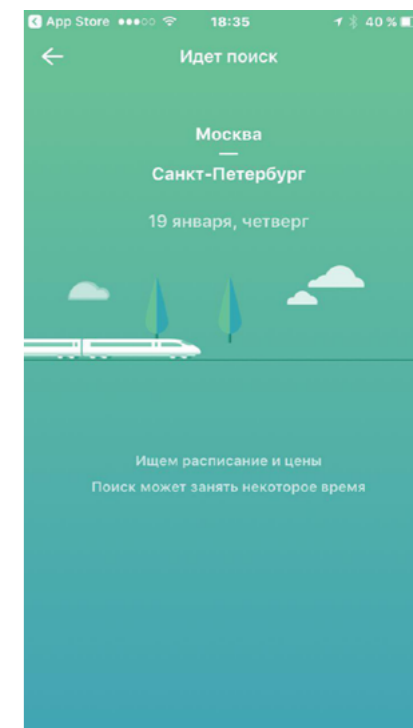 App Store 18:35 40 %
Идет поиск
Москва
—
Санкт-Петербург
19 января, четверг
Ищем расписание и цены
Поиск может занять некоторое время